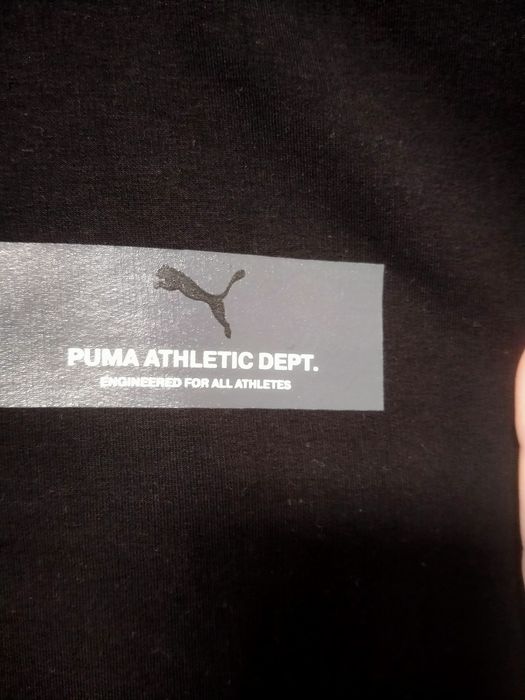 PUMA ATHLETIC DEPT.
ENGINEERED FOR ALL ATHLETES